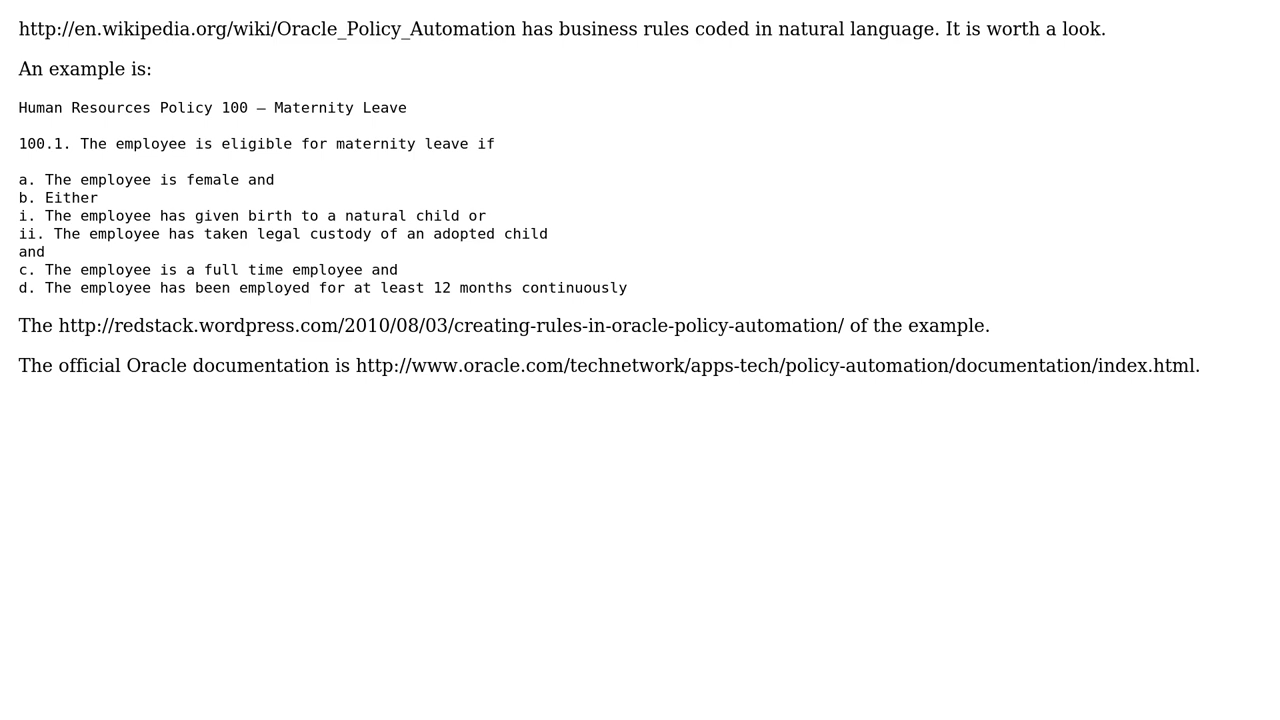 http://en.wikipedia.org/wiki/Oracle_Policy_Automation has business rules coded in natural language. It is worth a look.
An example is:
Human Resources Policy 100 – Maternity Leave
100.1. The employee is eligible for maternity leave if
a. The employee is female and
b. Either
i. The employee has given birth to a natural child or
ii. The employee has taken legal custody of an adopted child
and
c. The employee is a full time employee and
d. The employee has been employed for at least 12 months continuously
The http://redstack.wordpress.com/2010/08/03/creating-rules-in-oracle-policy-automation/ of the example.
The official Oracle documentation is http://www.oracle.com/technetwork/apps-tech/policy-automation/documentation/index.html.